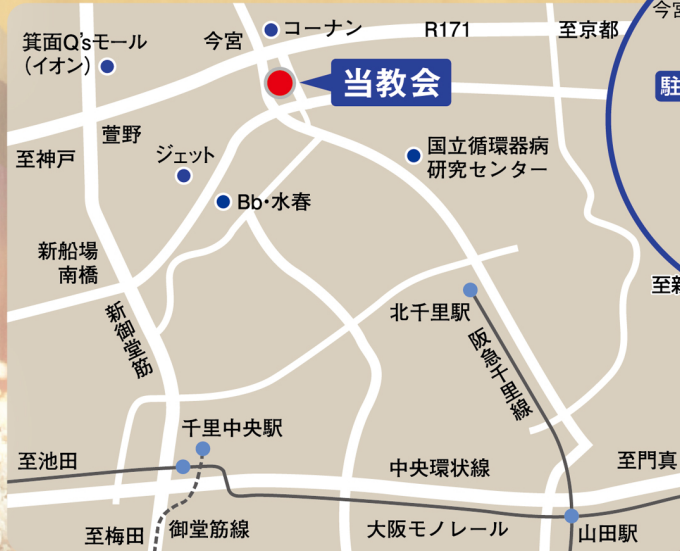 今宮
コーナン
R171
至京都
今宮
箕面Q'sモール
（イオン）
当教会
駐
萱野
至神戸
ジェット
国立循環器病
研究センター
Bb・水春
新船場
南橋
至新
新御堂筋
北千里駅
阪急千里線
千里中央駅
至池田
中央環状線
至門真
至梅田
御堂筋線
大阪モノレール
山田駅